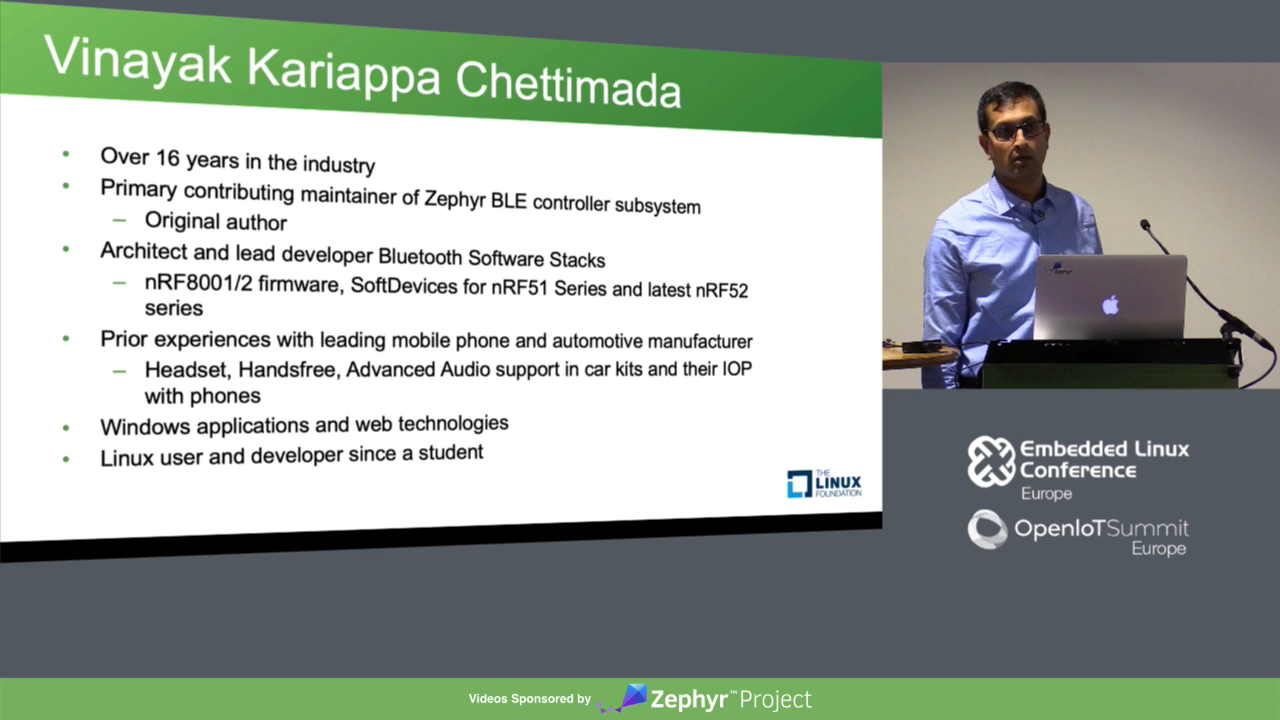 Vinayak Kariappa Chettimada
• Over 16 years in the industry
• Primary contributing maintainer of Zephyr BLE controller subsystem
– Original author
• Architect and lead developer Bluetooth Software Stacks
– nRF8001/2 firmware, SoftDevices for nRF51 Series and latest nRF52
series
• Prior experiences with leading mobile phone and automotive manufacturer
– Headset, Handsfree, Advanced Audio support in car kits and their IOP
with phones
• Windows applications and web technologies
• Linux user and developer since a student
THE
LINUX
FOUNDATION
Zephyr
Embedded Linux
Conference
Europe
OpenIoTSummit
Europe
Videos Sponsored by Zephyr™Project